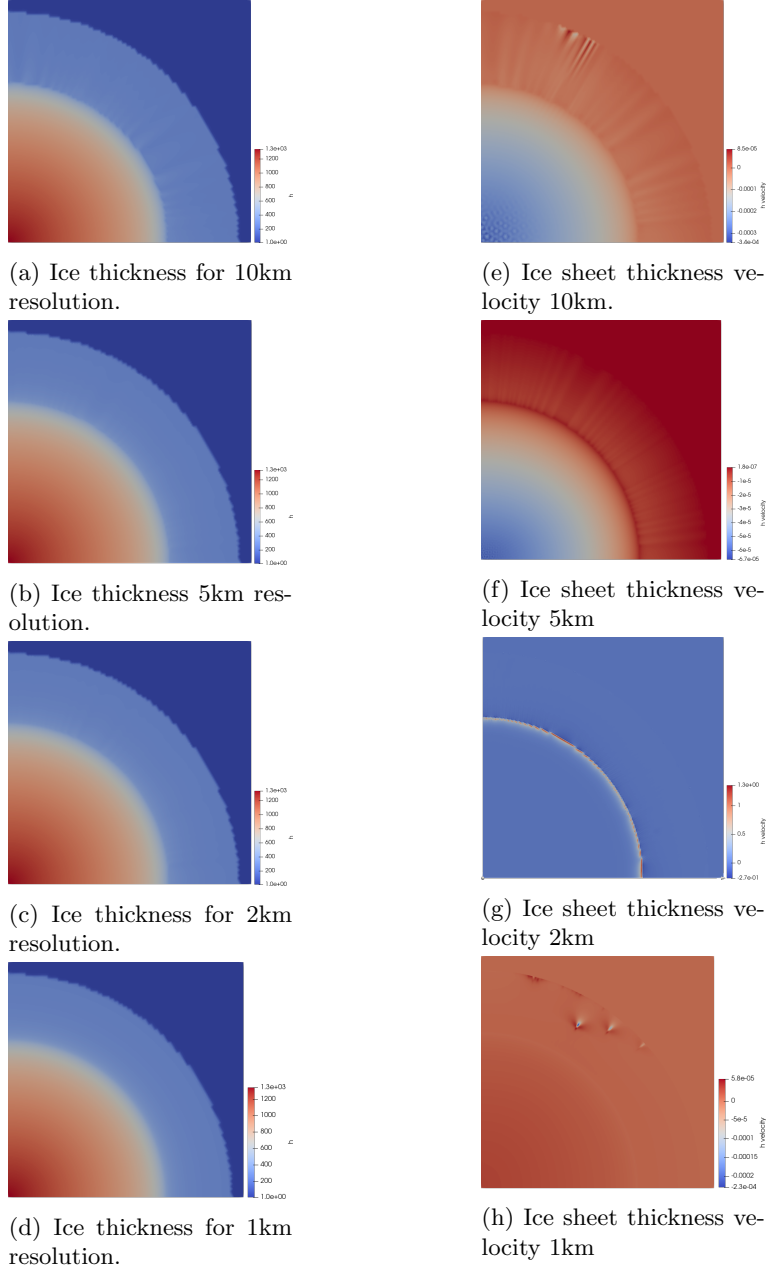 1.3e+03
1200
1000
800
600
400
200
1.0e+00
h
(a) Ice thickness for 10km
resolution.
8.5e-05
0
-0.0001
-0.0002
-0.0003
-3.4e-04
h velocity
(e) Ice sheet thickness ve-
locity 10km.
1.3e+03
1200
1000
800
600
400
200
1.0e+00
h
(b) Ice thickness 5km res-
olution.
1.8e-07
-1e-5
-2e-5
-3e-5
-4e-5
-5e-5
-6e-5
-6.7e-05
h velocity
(f) Ice sheet thickness ve-
locity 5km
1.3e+03
1200
1000
800
600
400
200
1.0e+00
h
(c) Ice thickness for 2km
resolution.
1.3e+00
1
0.5
0
-2.7e-01
h velocity
(g) Ice sheet thickness ve-
locity 2km
1.3e+03
1200
1000
800
600
400
200
1.0e+00
h
(d) Ice thickness for 1km
resolution.
5.8e-05
0
-5e-5
-0.0001
-0.00015
-0.0002
-2.3e-04
h velocity
(h) Ice sheet thickness ve-
locity 1km